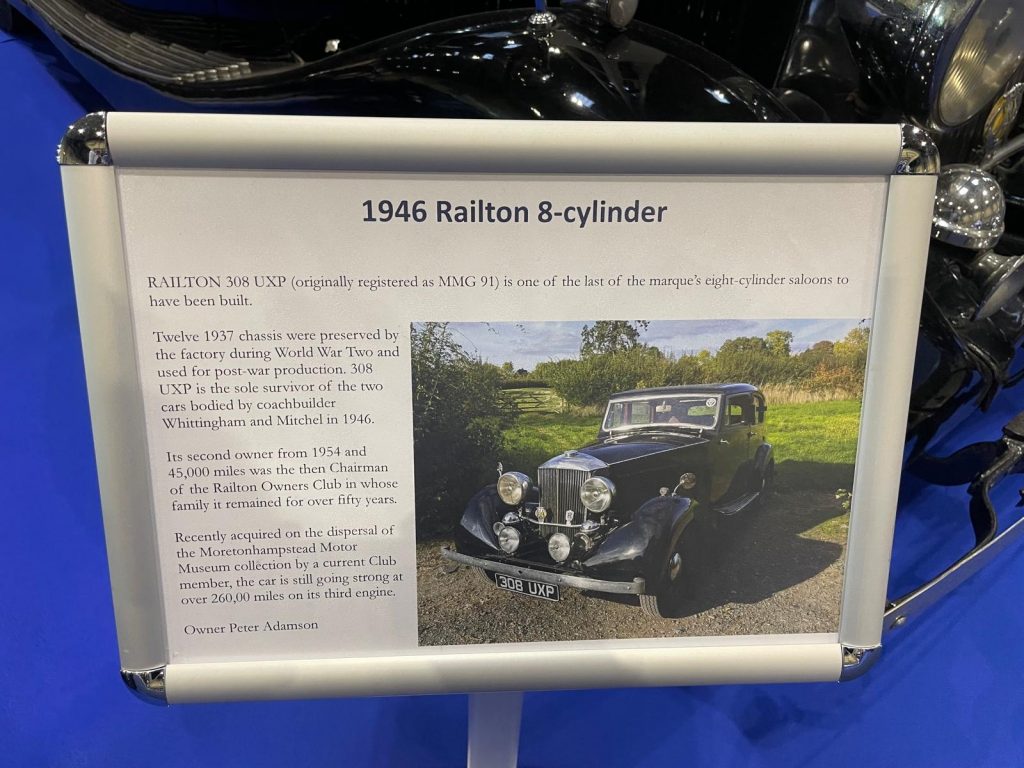 1946 Railton 8-cylinder
RAILTON 308 UXP (originally registered as MMG 91) is one of the last of the marque's eight-cylinder saloons to
have been built.
Twelve 1937 chassis were preserved by
the factory during World War Two and
used for post-war production. 308
UXP is the sole survivor of the two
cars bodied by coachbuilder
Whittingham and Mitchel in 1946.
Its second owner from 1954 and
45,000 miles was the then Chairman
of the Railton Owners Club in whose
family it remained for over fifty years.
Recently acquired on the dispersal of
the Moretonhampstead Motor
Museum collection by a current Club
member, the car is still going strong at
over 260,00 miles on its third engine.
Owner Peter Adamson
308 UXP